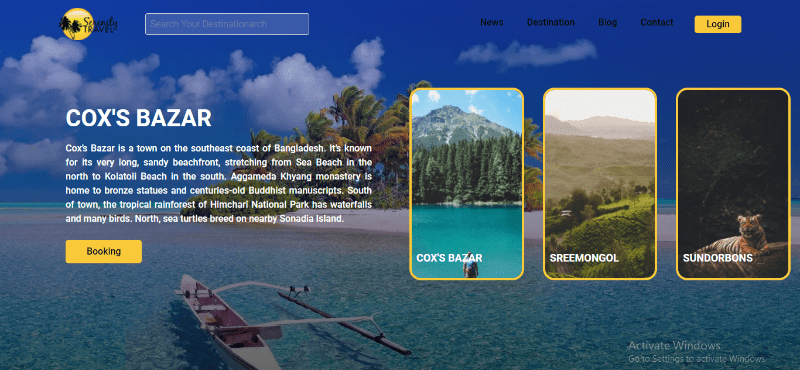 Serenity
TRAVEL
Search Your Destinationarch
News
Destination
Blog
Contact
Login
COX'S BAZAR
Cox's Bazar is a town on the southeast coast of Bangladesh. It's known
for its very long, sandy beachfront, stretching from Sea Beach in the
north to Kolatoli Beach in the south. Aggameda Khyang monastery is
home to bronze statues and centuries-old Buddhist manuscripts. South
of town, the tropical rainforest of Himchari National Park has waterfalls
and many birds. North, sea turtles breed on nearby Sonadia Island.
Booking
COX'S BAZAR
SREEMONGOL
SUNDORBONS
Activate Windows
Go to Settings to activate Windows.